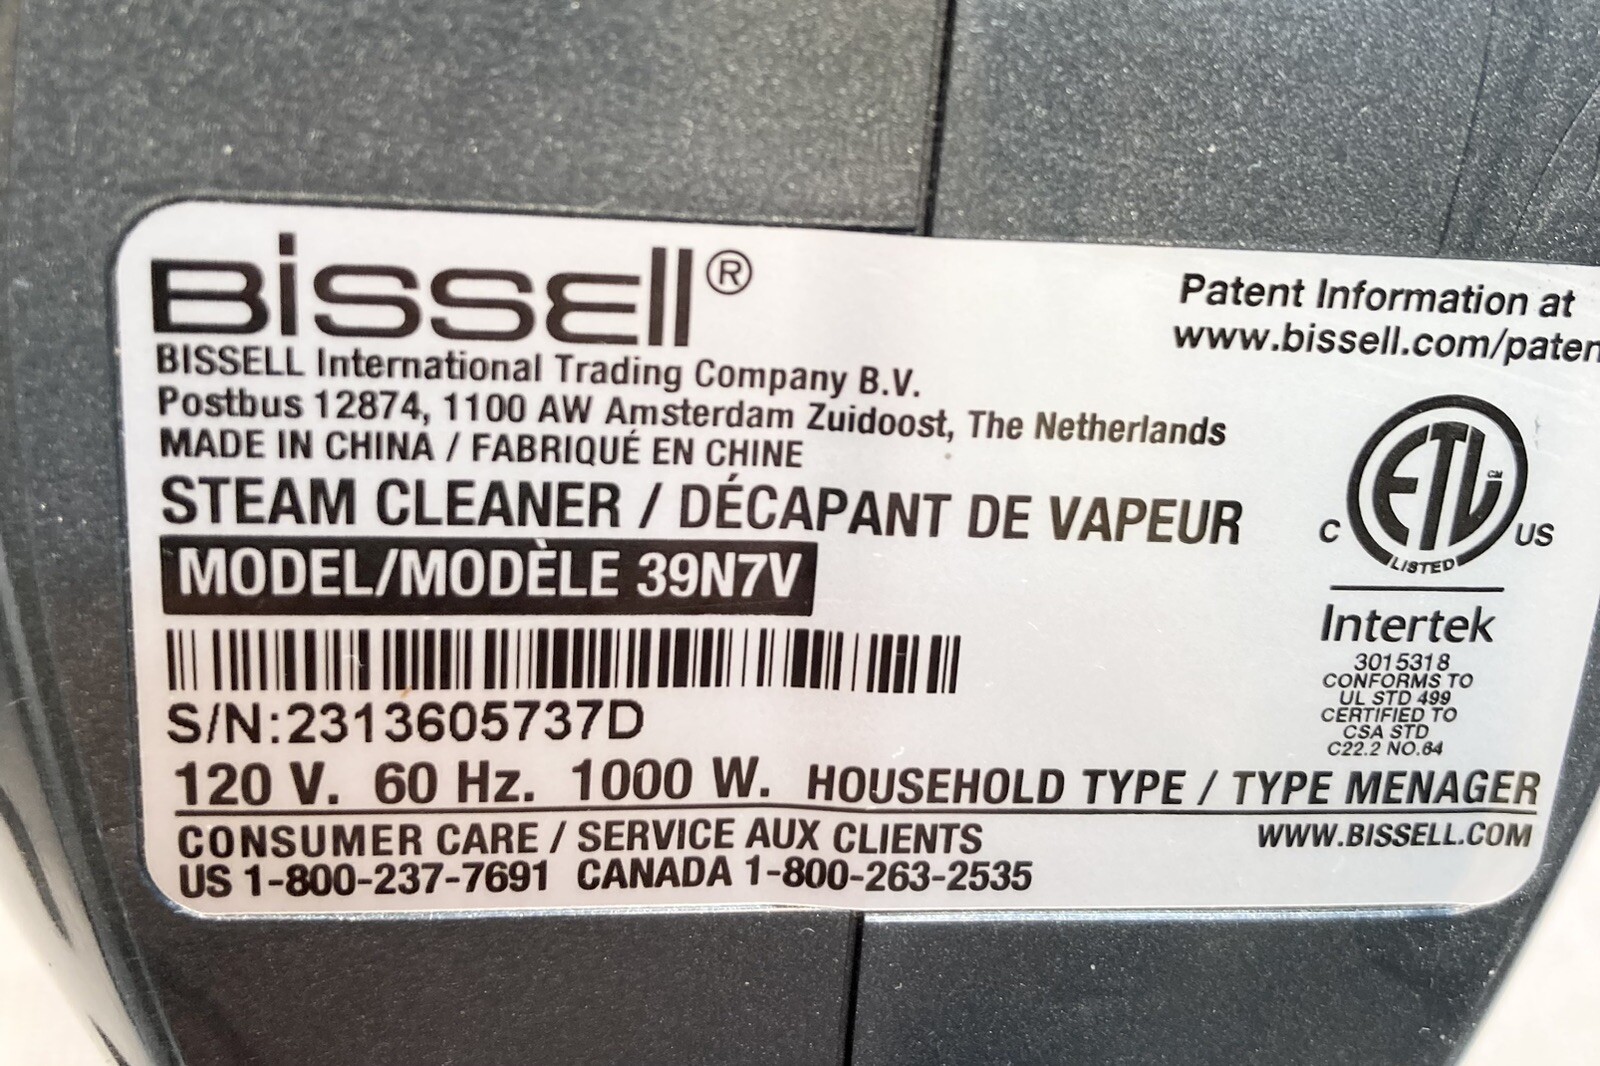 Bissell®
BISSELL International Trading Company B.V.
Postbus 12874, 1100 AW Amsterdam Zuidoost, The Netherlands
MADE IN CHINA / FABRIQUÉ EN CHINE
STEAM CLEANER / DÉCAPANT DE VAPEUR
MODEL/MODÈLE 39N7V
S/N:2313605737D
120 V. 60 Hz. 1000 W. HOUSEHOLD TYPE / TYPE MENAGER
CONSUMER CARE / SERVICE AUX CLIENTS
US 1-800-237-7691 CANADA 1-800-263-2535
WWW.BISSELL.COM
Patent Information at
www.bissell.com/paten
ETL CM
C US
LISTED
Intertek
3015318
CONFORMS TO
UL STD 499
CERTIFIED TO
CSA STD
C22.2 NO.64